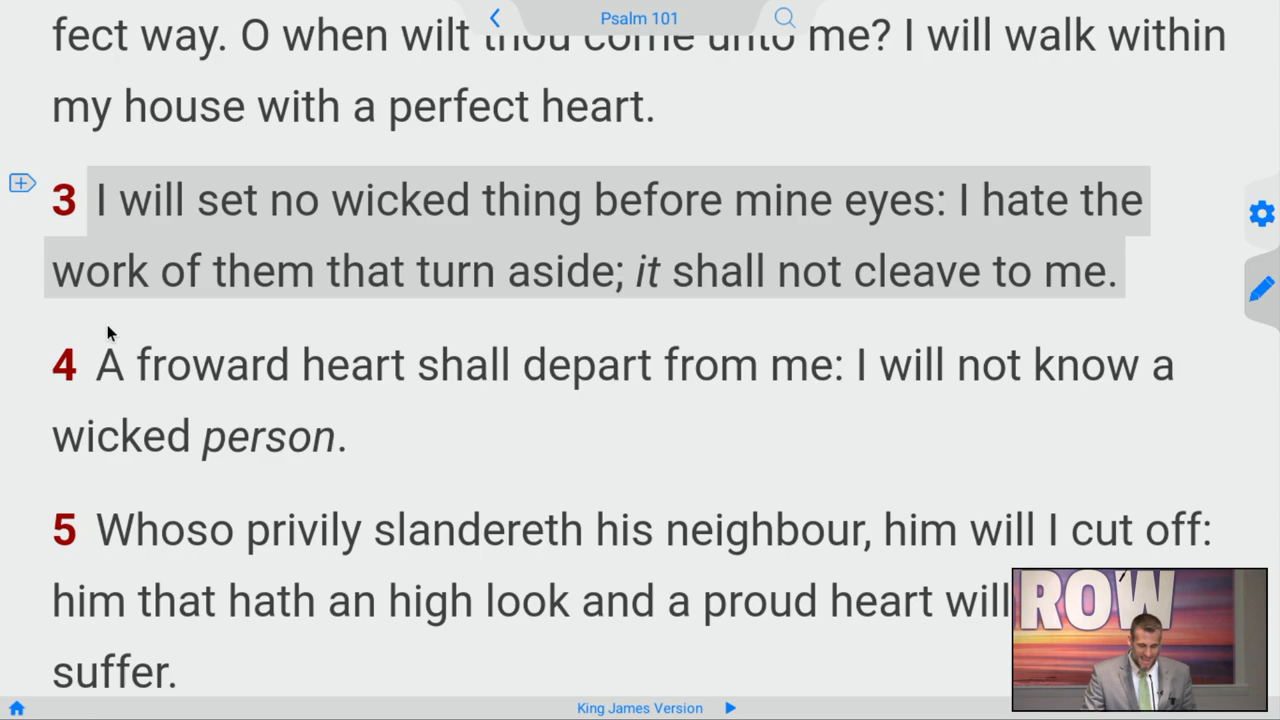 Psalm 101
fect way. O when wilt thou come unto me? I will walk within
my house with a perfect heart.
3 I will set no wicked thing before mine eyes: I hate the
work of them that turn aside; it shall not cleave to me.
4 A froward heart shall depart from me: I will not know a
wicked person.
5 Whoso privily slandereth his neighbour, him will I cut off:
him that hath an high look and a proud heart will
suffer.
ROW
King James Version